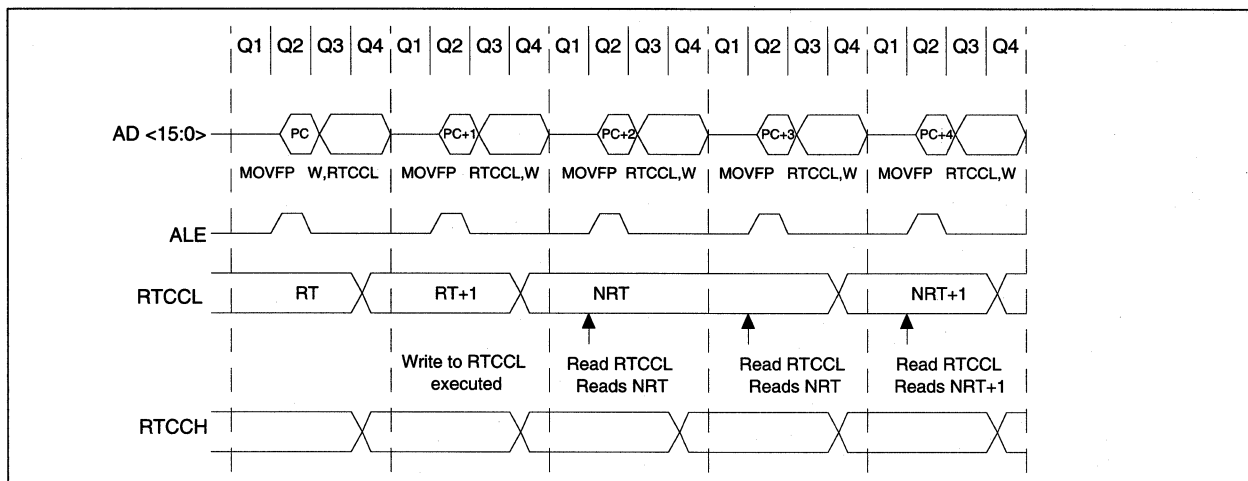 Q1 Q2 Q3 Q4 Q1 Q2 Q3 Q4 Q1 Q2 Q3 Q4 Q1 Q2 Q3 Q4 Q1 Q2 Q3 Q4
AD <15:0> PC PC+1 PC+2 PC+3 PC+4
MOVFP W,RTCCL MOVFP RTCCL,W MOVFP RTCCL,W MOVFP RTCCL,W MOVFP RTCCL,W
ALE
RTCCL RT RT+1 NRT NRT+1
Write to RTCCL Read RTCCL Read RTCCL Read RTCCL
executed Reads NRT Reads NRT Reads NRT+1
RTCCH